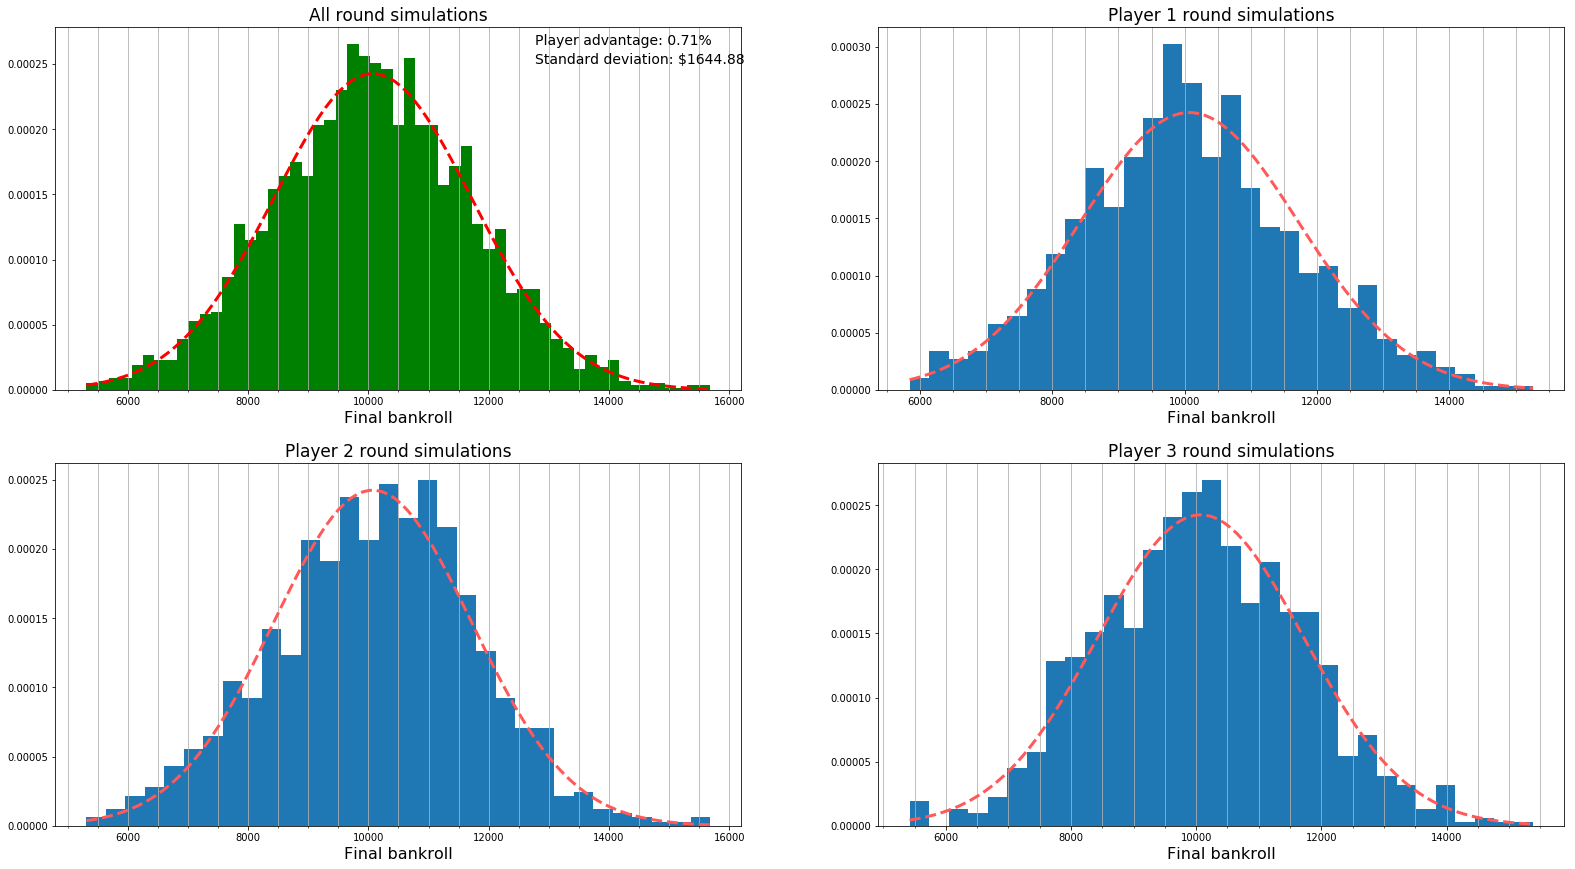 All round simulations
Player advantage: 0.71%
Standard deviation: $1644.88
0.00025
0.00020
0.00015
0.00010
0.00005
0.00000
6000 8000 10000 12000 14000 16000
Final bankroll
Player 1 round simulations
0.00030
0.00025
0.00020
0.00015
0.00010
0.00005
0.00000
6000 8000 10000 12000 14000
Final bankroll
Player 2 round simulations
0.00025
0.00020
0.00015
0.00010
0.00005
0.00000
6000 8000 10000 12000 14000 16000
Final bankroll
Player 3 round simulations
0.00025
0.00020
0.00015
0.00010
0.00005
0.00000
6000 8000 10000 12000 14000
Final bankroll